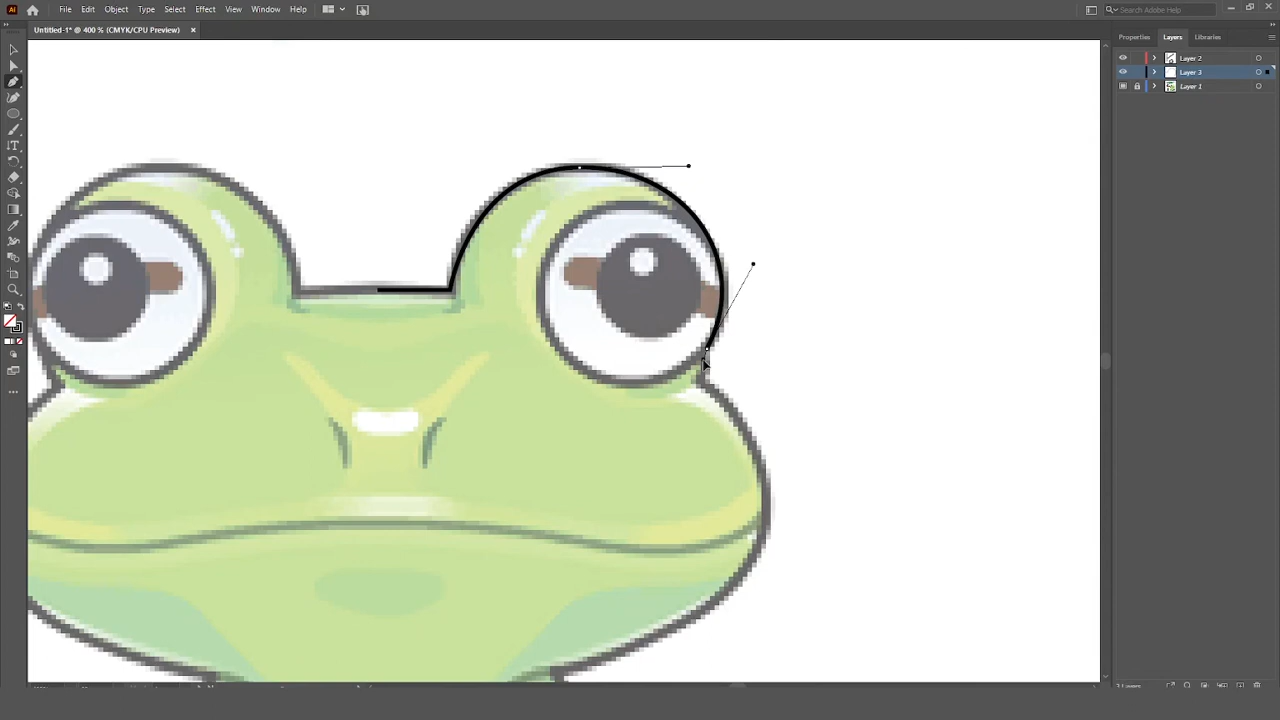 Ai File Edit Object Type Select Effect View Window Help Search Adobe Help
Untitled-1* @ 400 % (CMYK/CPU Preview) ×
Properties Layers Libraries
Layer 2
Layer 3
Layer 1